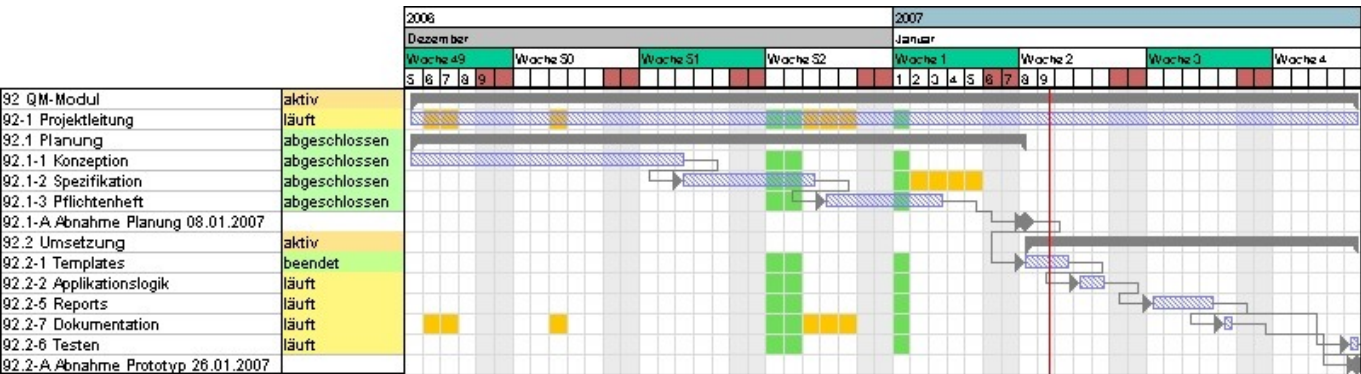 2006 2007
Dezember Januar
Woche 49 Woche 50 Woche 51 Woche 52 Woche 1 Woche 2 Woche 3 Woche 4
5 6 7 8 9 1 2 3 4 5 6 7 8 9
92 QM-Modul aktiv
92-1 Projektleitung läuft
92.1 Planung abgeschlossen
92.1-1 Konzeption abgeschlossen
92.1-2 Spezifikation abgeschlossen
92.1-3 Pflichtenheft abgeschlossen
92.1-A Abnahme Planung 08.01.2007
92.2 Umsetzung aktiv
92.2-1 Templates beendet
92.2-2 Applikationslogik läuft
92.2-5 Reports läuft
92.2-7 Dokumentation läuft
92.2-6 Testen läuft
92.2-A Abnahme Prototyp 26.01.2007